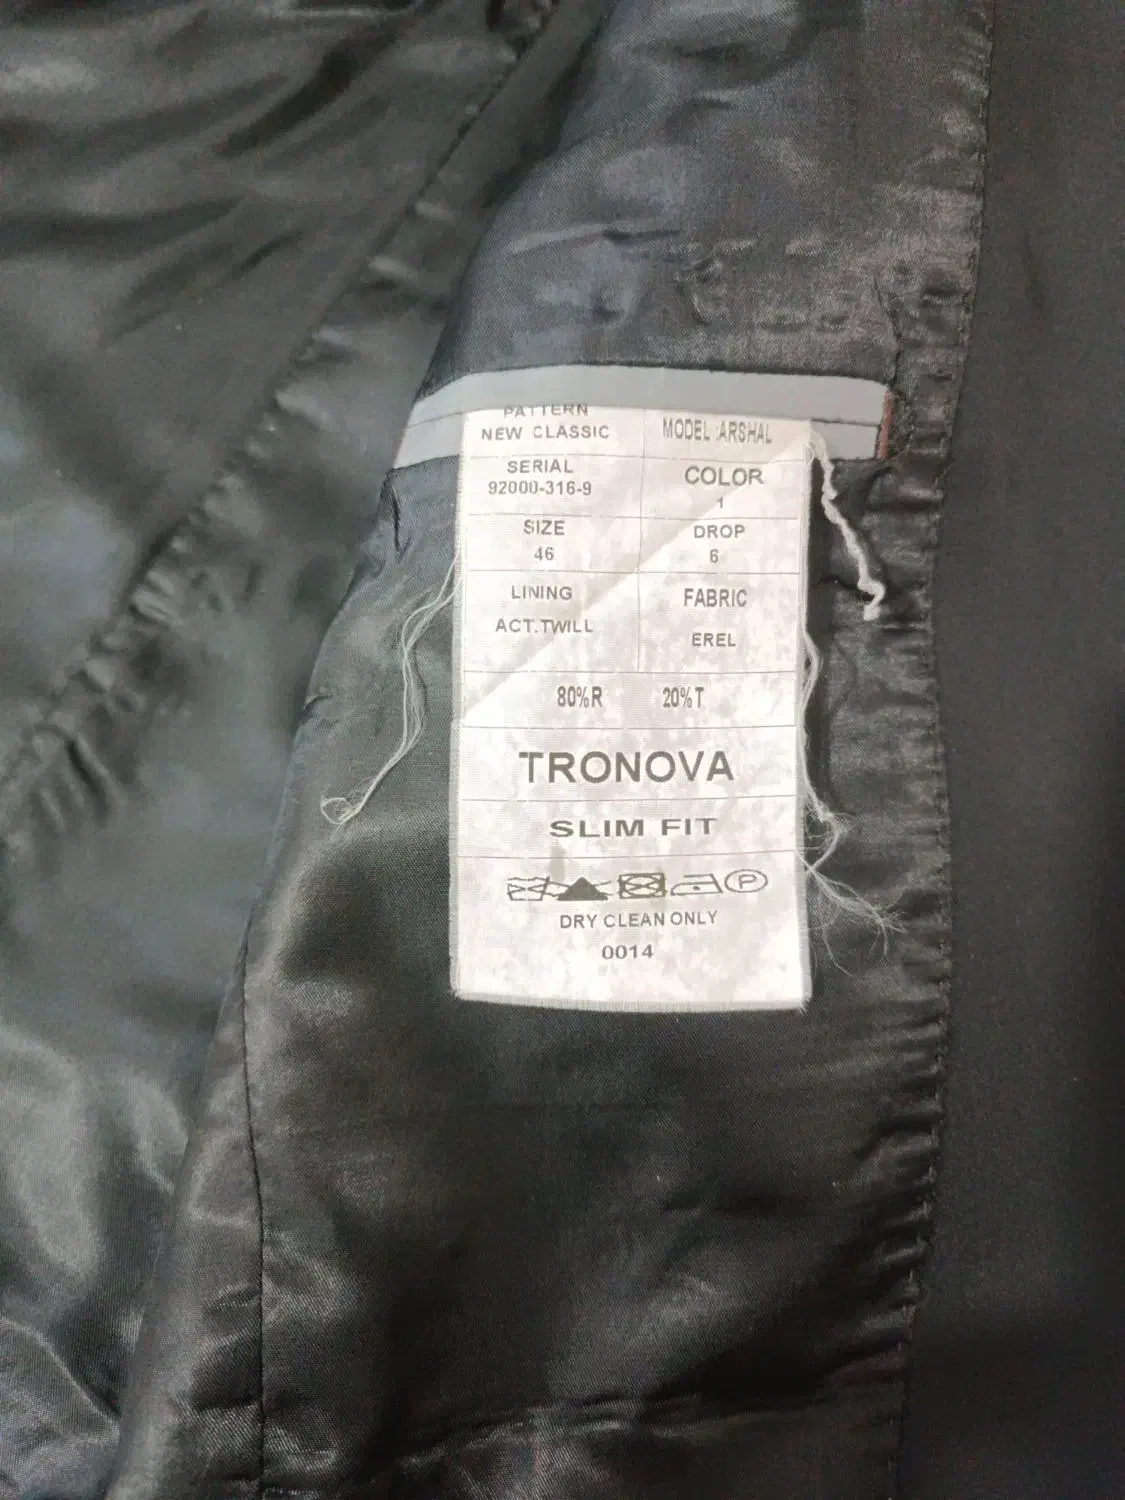 PATTERN
NEW CLASSIC
MODEL :ARSHAL
SERIAL
92000-316-9
COLOR
1
SIZE
46
DROP
6
LINING
ACT.TWILL
FABRIC
EREL
80%R 20%T
TRONOVA
SLIM FIT
P
DRY CLEAN ONLY
0014